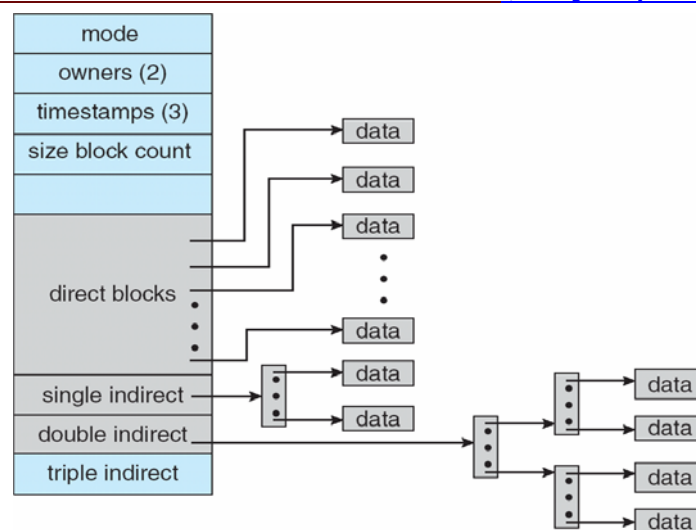 mode
owners (2)
timestamps (3)
size block count
direct blocks
single indirect
double indirect
triple indirect
data
data
data
data
data
data
data
data
data
data